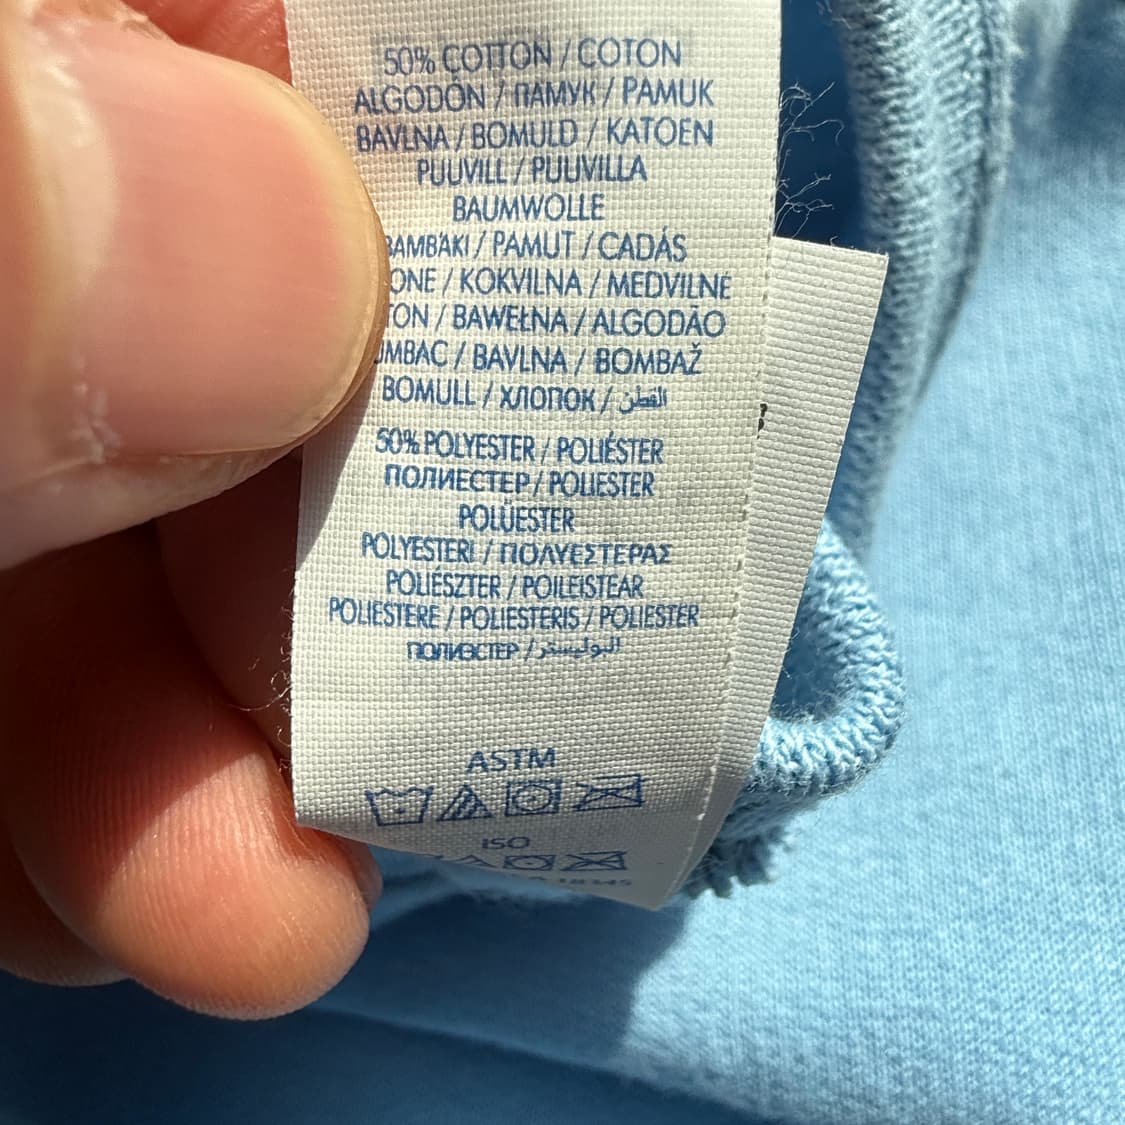 50% COTTON / COTON
ALGODÓN / ПАМУК / PAMUK
BAVLNA / BOMULD / KATOEN
PUUVILL / PUUVILLA
BAUMWOLLE
/ PAMUT / CADÁS
/ KOKVILNA / MEDVILNĖ
/ BAWEŁNA / ALGODÃO
/ BAVLNA / BOMBAŽ
BOMULL / ХЛОПОК / القطن
50% POLYESTER / POLIÉSTER
ПОЛИЕСТЕР / POLIESTER
POLÜESTER
POLYESTERI / ΠΟΛΥΕΣΤΕΡΑΣ
POLIÉSZTER / POILEISTEAR
POLIESTERE / POLIESTERIS / POLIESTER
ПОЛИЭСТЕР / البوليستر
ASTM
ISO